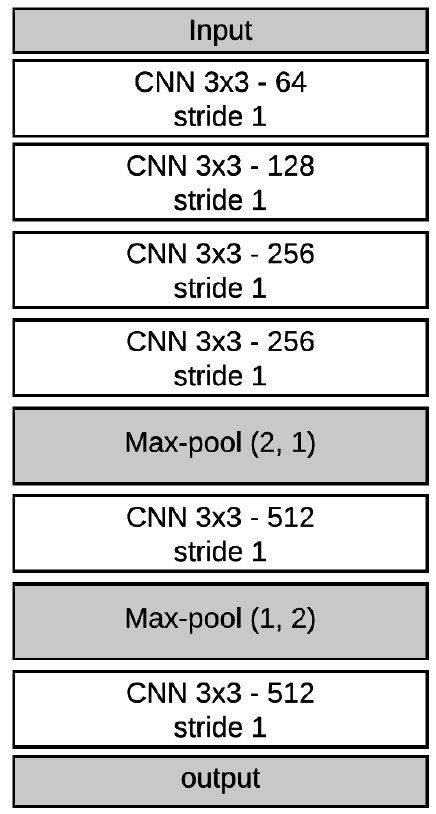 Input
CNN 3x3 - 64
stride 1
CNN 3x3 - 128
stride 1
CNN 3x3 - 256
stride 1
CNN 3x3 - 256
stride 1
Max-pool (2, 1)
CNN 3x3 - 512
stride 1
Max-pool (1, 2)
CNN 3x3 - 512
stride 1
output